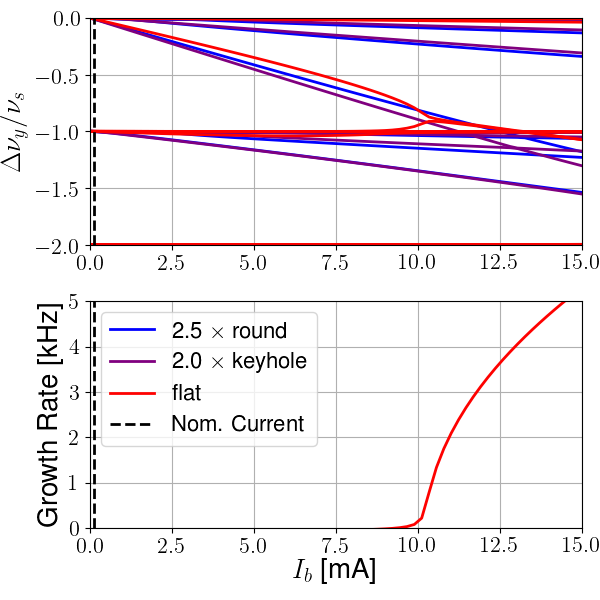 Δν_y/ν_s
0.0
−0.5
−1.0
−1.5
−2.0
0.0 2.5 5.0 7.5 10.0 12.5 15.0
Growth Rate [kHz]
5
4
3
2
1
0
2.5 × round
2.0 × keyhole
flat
Nom. Current
0.0 2.5 5.0 7.5 10.0 12.5 15.0
I_b [mA]